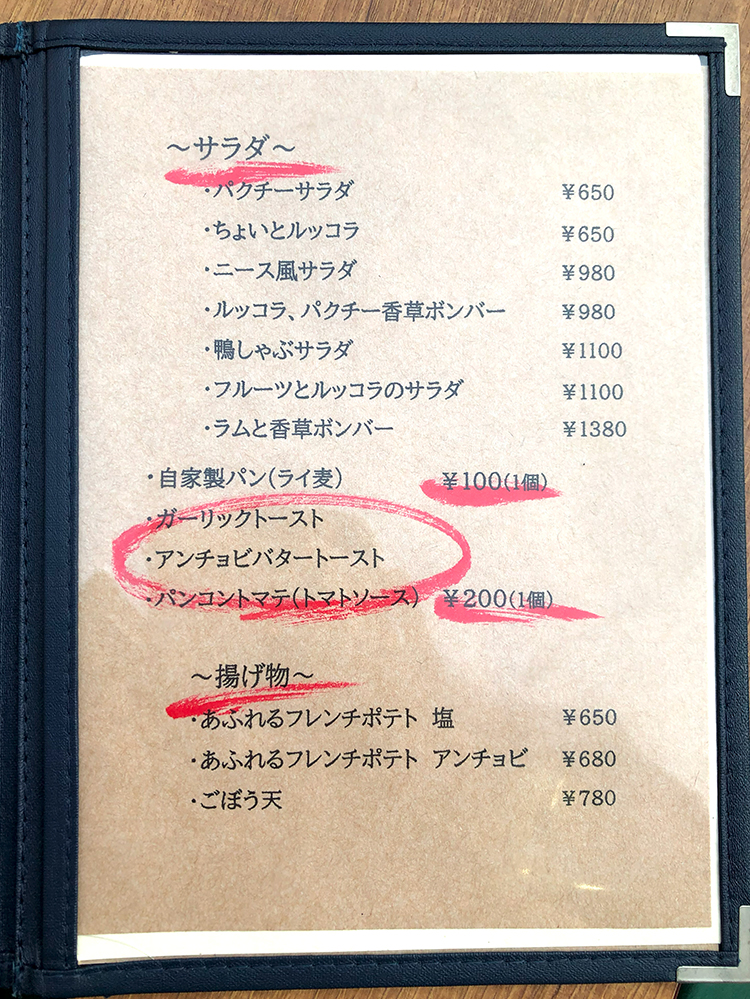 ～サラダ～
・パクチーサラダ ¥650
・ちょいとルッコラ ¥650
・ニース風サラダ ¥980
・ルッコラ、パクチー香草ボンバー ¥980
・鴨しゃぶサラダ ¥1100
・フルーツとルッコラのサラダ ¥1100
・ラムと香草ボンバー ¥1380
・自家製パン(ライ麦) ¥100(1個)
・ガーリックトースト
・アンチョビバタートースト
・パンコントマテ(トマトソース) ¥200(1個)
～揚げ物～
・あふれるフレンチポテト 塩 ¥650
・あふれるフレンチポテト アンチョビ ¥680
・ごぼう天 ¥780